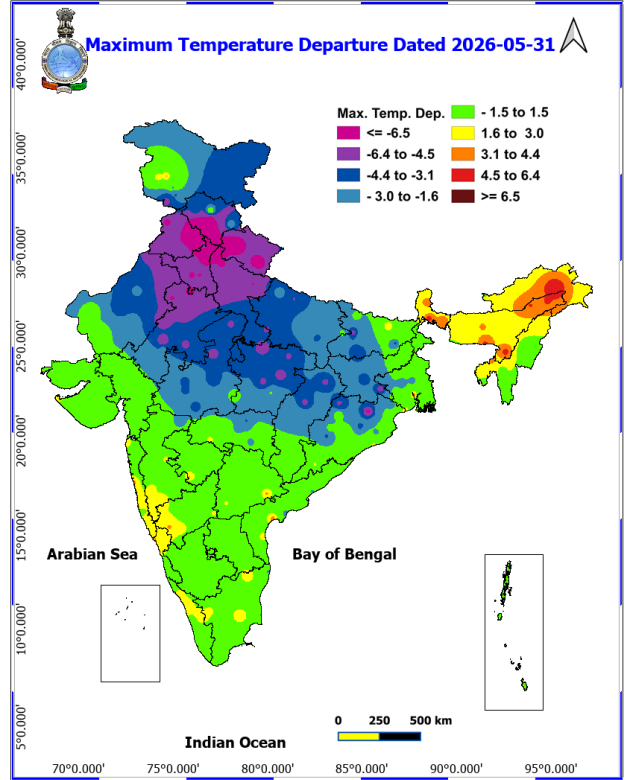 Maximum Temperature Departure Dated 2026-05-31
Max. Temp. Dep.
<= -6.5
-6.4 to -4.5
-4.4 to -3.1
- 3.0 to -1.6
- 1.5 to 1.5
1.6 to 3.0
3.1 to 4.4
4.5 to 6.4
>= 6.5
40°0.000'
35°0.000'
30°0.000'
25°0.000'
20°0.000'
15°0.000'
10°0.000'
5°0.000'
Arabian Sea
Bay of Bengal
Indian Ocean
0 250 500 km
70°0.000' 75°0.000' 80°0.000' 85°0.000' 90°0.000' 95°0.000'